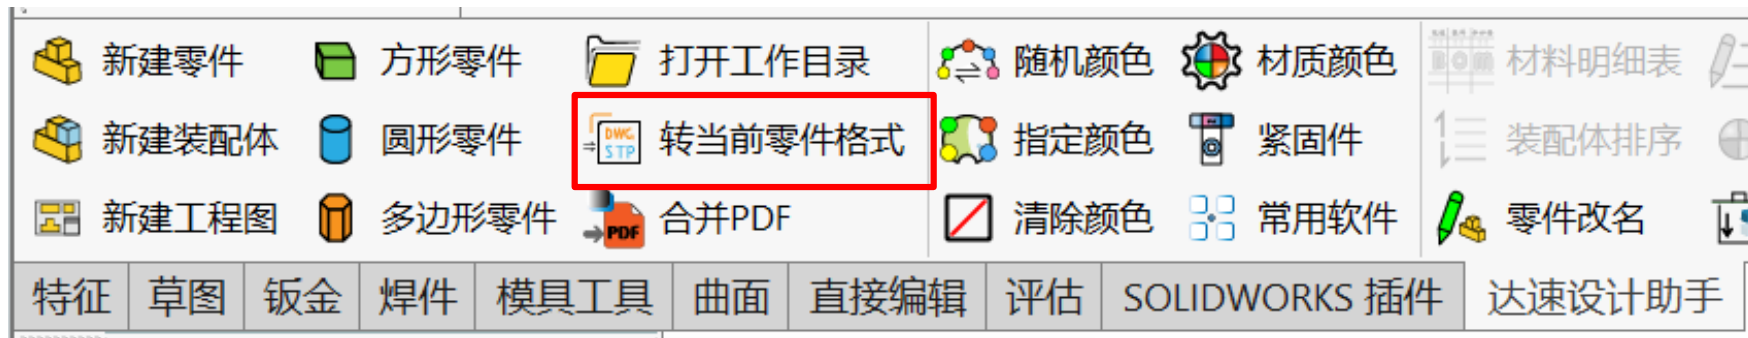 新建零件 方形零件 打开工作目录 随机颜色 材质颜色 BOM 材料明细表
新建装配体 圆形零件 DWG STP 转当前零件格式 指定颜色 紧固件 装配体排序
新建工程图 多边形零件 PDF 合并PDF 清除颜色 常用软件 零件改名
特征 草图 钣金 焊件 模具工具 曲面 直接编辑 评估 SOLIDWORKS 插件 达速设计助手